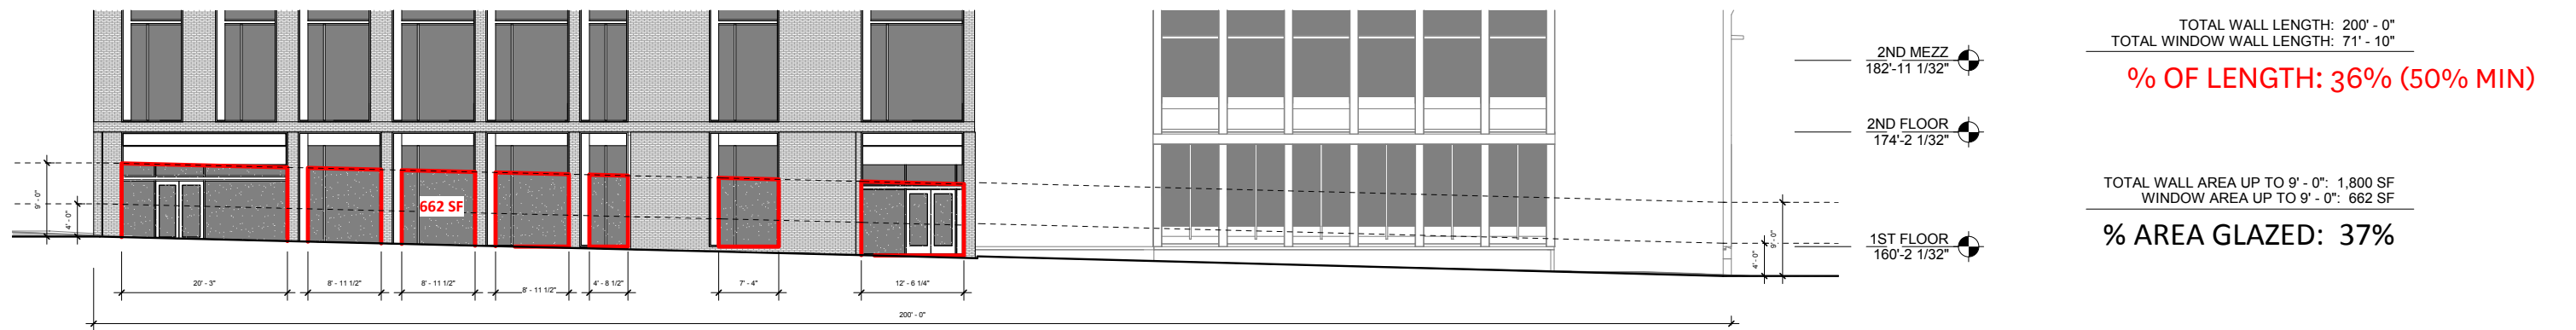 TOTAL WALL LENGTH: 200' - 0"
TOTAL WINDOW WALL LENGTH: 71' - 10"
% OF LENGTH: 36% (50% MIN)
2ND MEZZ
182'-11 1/32"
2ND FLOOR
174'-2 1/32"
TOTAL WALL AREA UP TO 9' - 0": 1,800 SF
WINDOW AREA UP TO 9' - 0": 662 SF
% AREA GLAZED: 37%
9' - 0"
4' - 0"
662 SF
1ST FLOOR
160'-2 1/32"
9' - 0"
4' - 0"
20' - 3"
8' - 11 1/2"
8' - 11 1/2"
8' - 11 1/2"
4' - 8 1/2"
7' - 4"
12' - 6 1/4"
200' - 0"